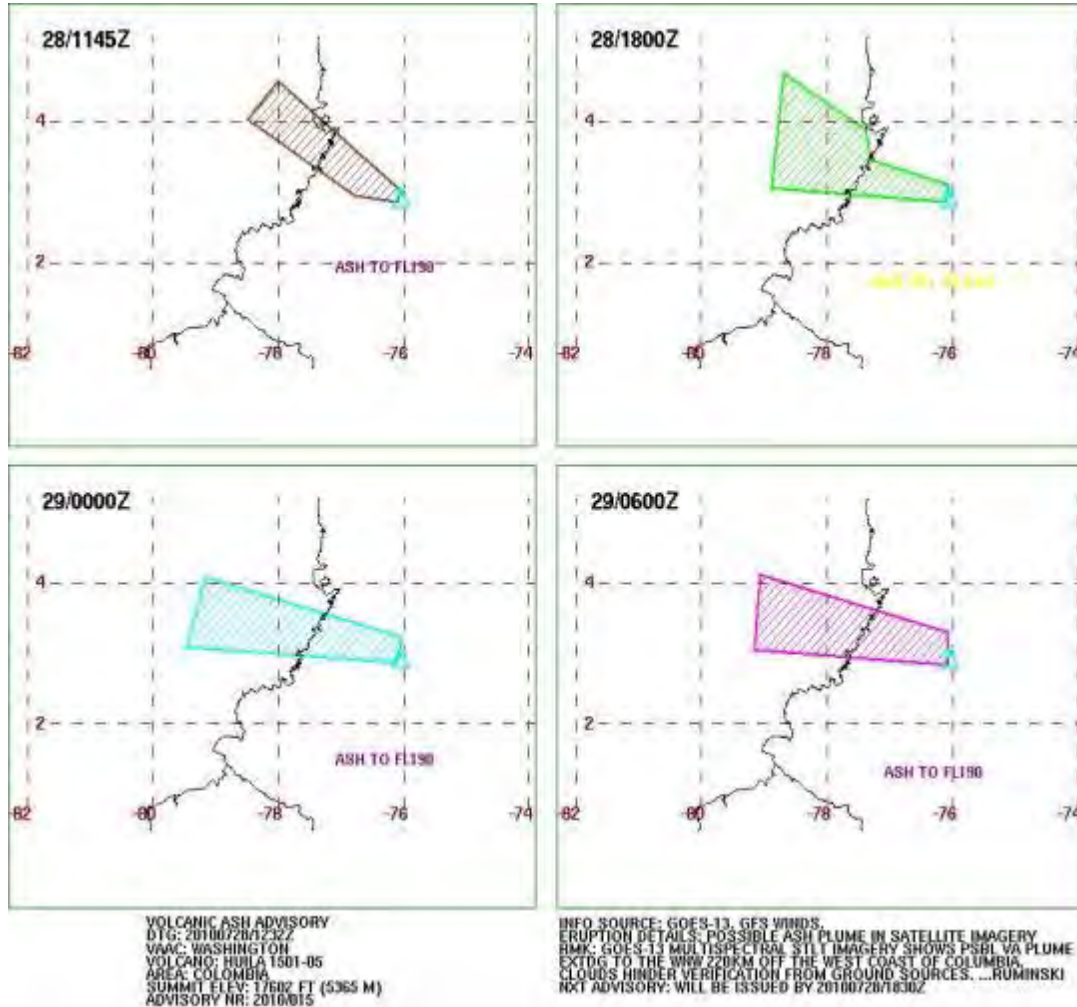 28/1145Z
4
2
ASH TO FL190
-82
-80
-78
-76
-74
28/1800Z
4
2
-82
-80
-78
-76
-74
29/0000Z
4
2
ASH TO FL190
-82
-80
-78
-76
-74
29/0600Z
4
2
ASH TO FL190
-82
-80
-78
-76
-74
VOLCANIC ASH ADVISORY
DTG: 20100728/1232Z
VAAC: WASHINGTON
VOLCANO: HUILA 1501-05
AREA: COLOMBIA
SUMMIT ELEV: 17602 FT (5365 M)
ADVISORY NR: 2010/015
INFO SOURCE: GOES-13. GFS WINDS.
ERUPTION DETAILS: POSSIBLE ASH PLUME IN SATELLITE IMAGERY
RMK: GOES-13 MULTISPECTRAL STLT IMAGERY SHOWS PSBL VA PLUME
EXTDG TO THE WNW 220KM OFF THE WEST COAST OF COLUMBIA.
CLOUDS HINDER VERIFICATION FROM GROUND SOURCES. ...RUMINSKI
NXT ADVISORY: WILL BE ISSUED BY 20100728/1830Z